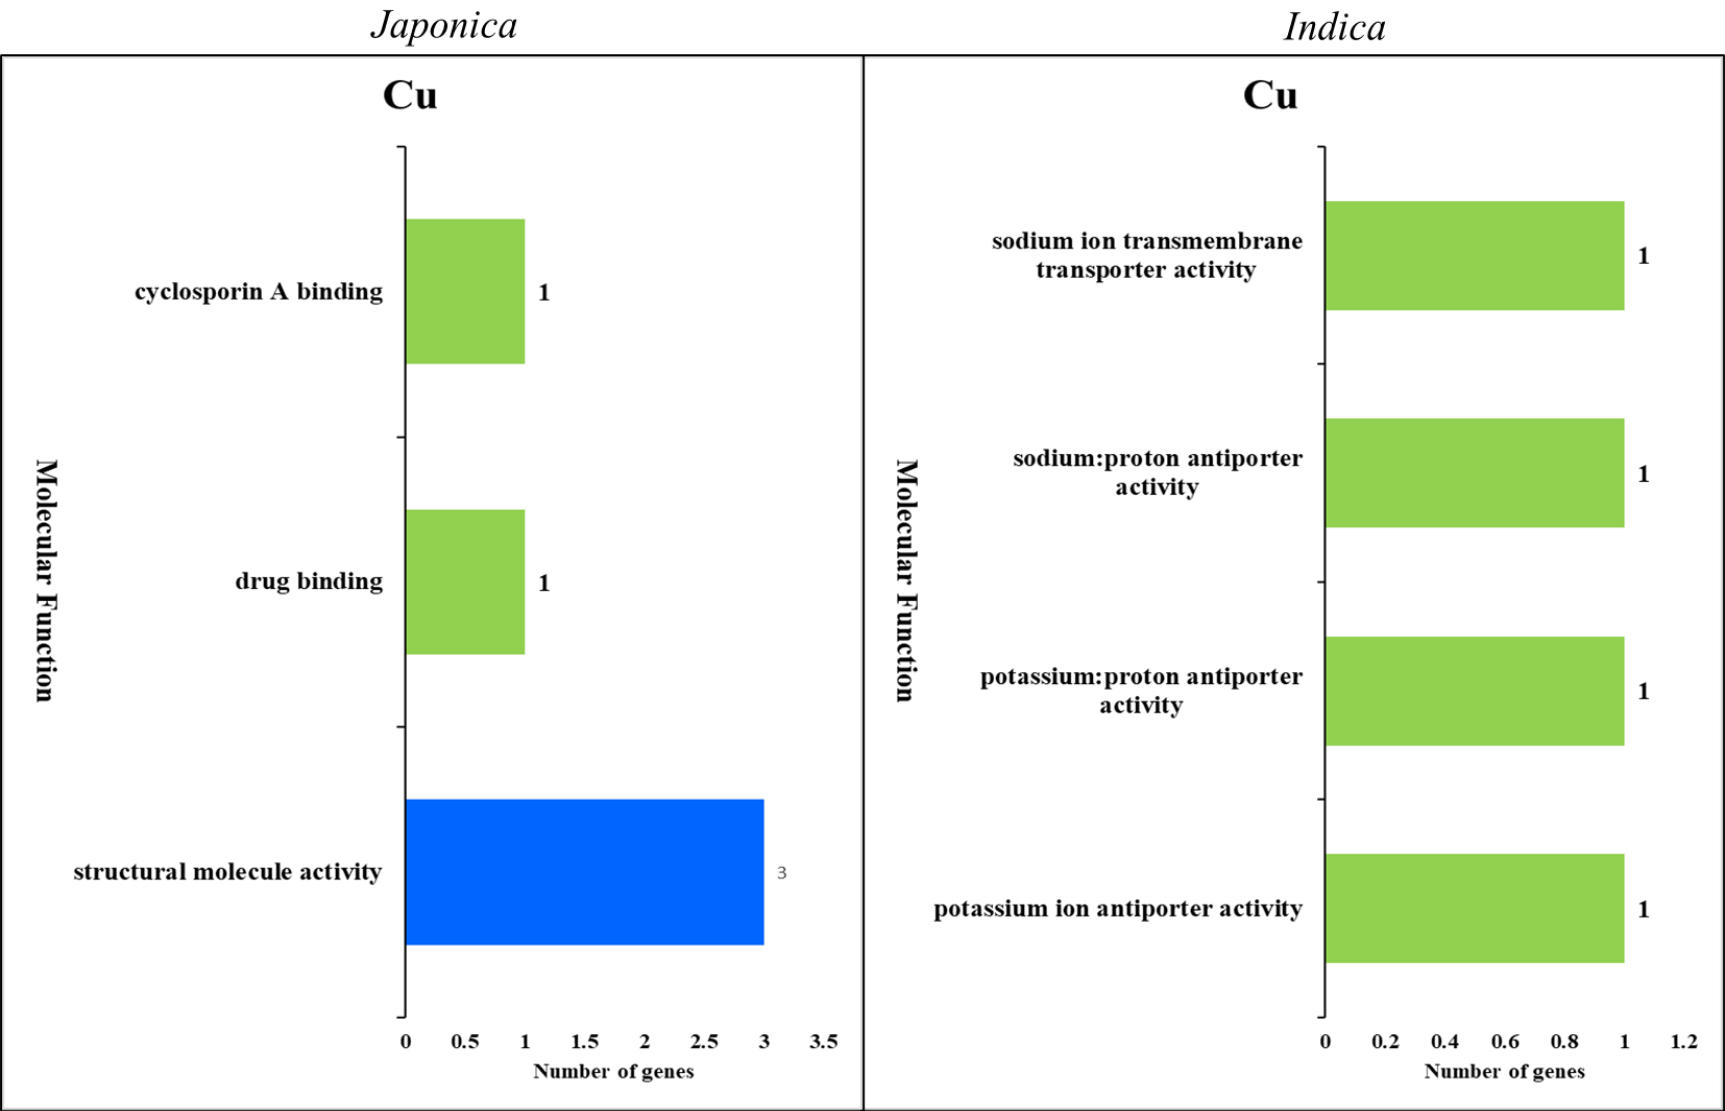 Japonica
Indica
Cu
Molecular Function
cyclosporin A binding
1
drug binding
1
structural molecule activity
3
0 0.5 1 1.5 2 2.5 3 3.5
Number of genes
Cu
Molecular Function
sodium ion transmembrane
transporter activity
1
sodium:proton antiporter
activity
1
potassium:proton antiporter
activity
1
potassium ion antiporter activity
1
0 0.2 0.4 0.6 0.8 1 1.2
Number of genes